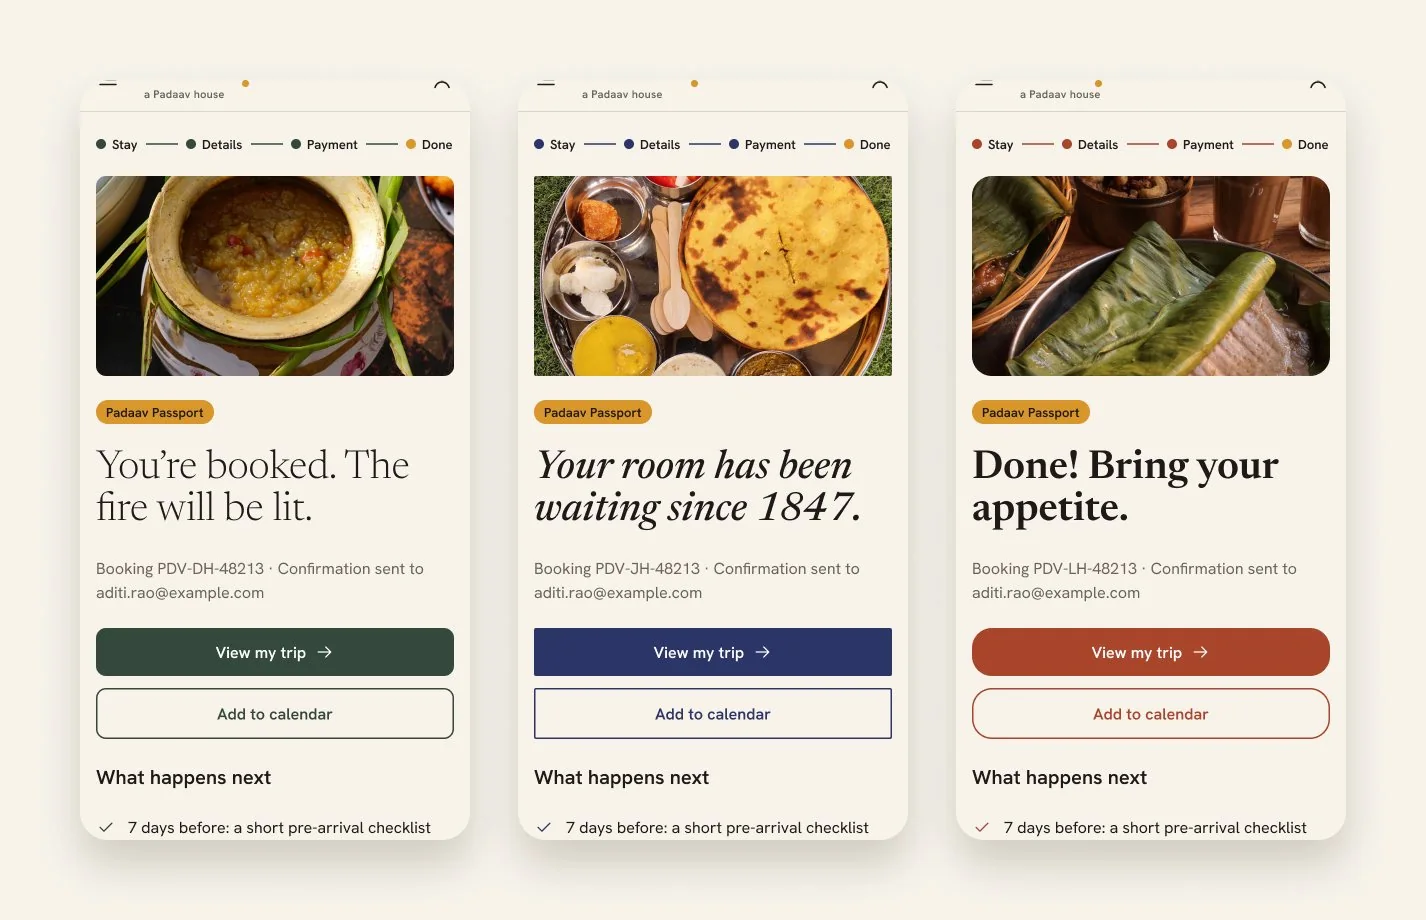 a Padaav house
Stay Details Payment Done
Padaav Passport
You're booked. The
fire will be lit.
Booking PDV-DH-48213 · Confirmation sent to
aditi.rao@example.com
View my trip →
Add to calendar
What happens next
7 days before: a short pre-arrival checklist
a Padaav house
Stay Details Payment Done
Padaav Passport
Your room has been
waiting since 1847.
Booking PDV-JH-48213 · Confirmation sent to
aditi.rao@example.com
View my trip →
Add to calendar
What happens next
7 days before: a short pre-arrival checklist
a Padaav house
Stay Details Payment Done
Padaav Passport
Done! Bring your
appetite.
Booking PDV-LH-48213 · Confirmation sent to
aditi.rao@example.com
View my trip →
Add to calendar
What happens next
7 days before: a short pre-arrival checklist